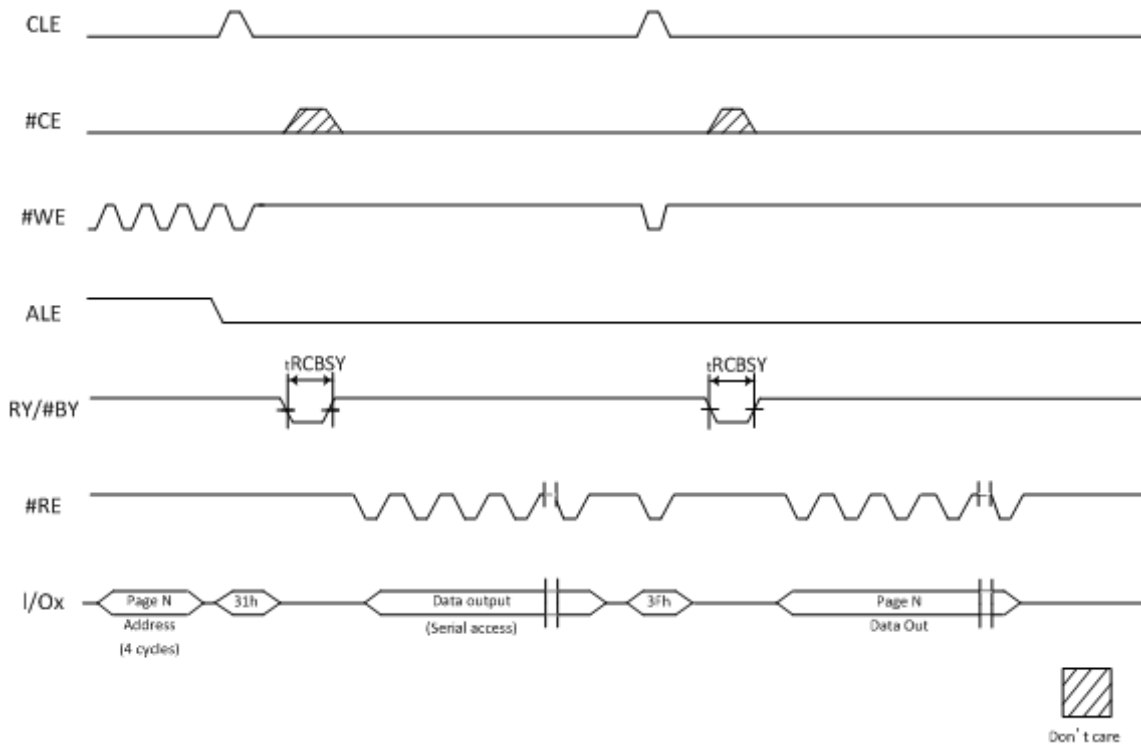 CLE
#CE
#WE
ALE
tRCBSY
tRCBSY
RY/#BY
#RE
I/Ox
Page N
31h
Data output
3Fh
Page N
Address
(Serial access)
Data Out
(4 cycles)
Don't care